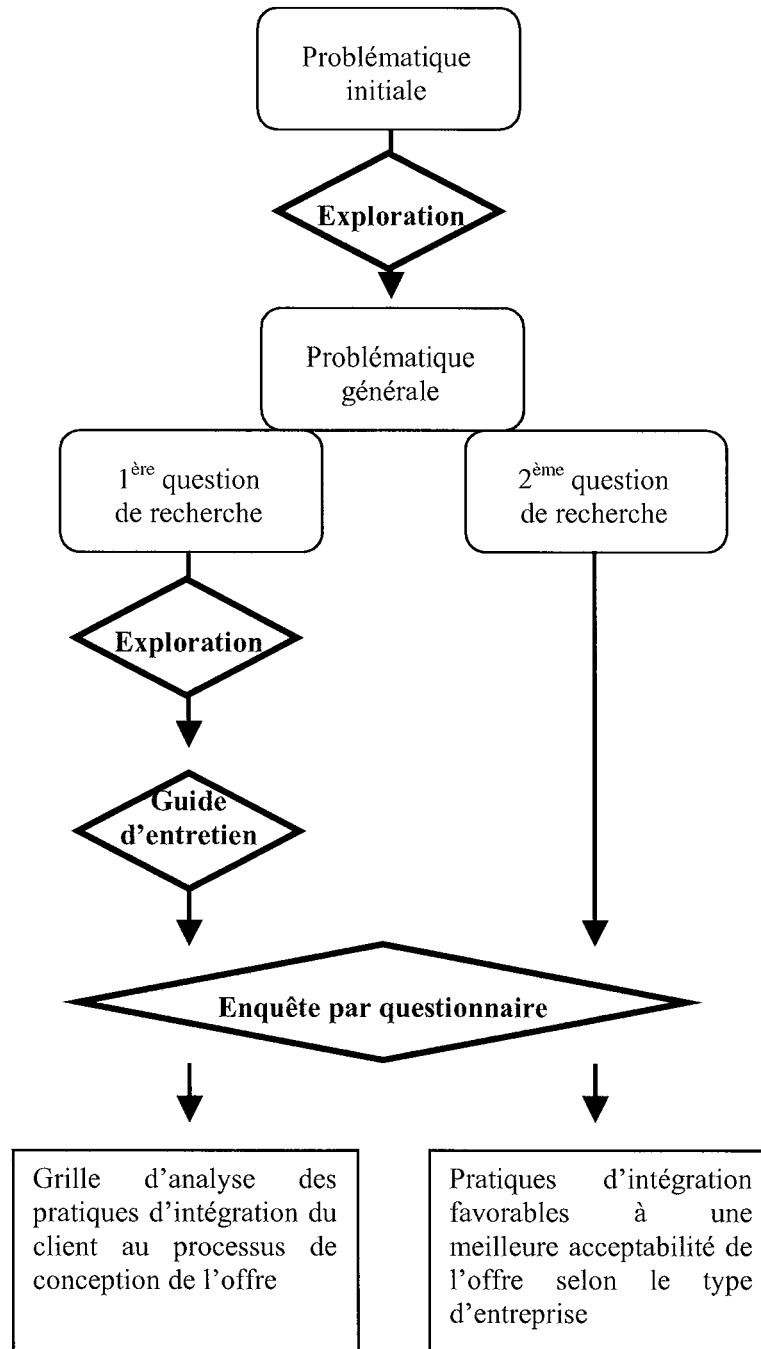 Problématique
initiale
Exploration
Problématique
générale
1ère question
de recherche
2ème question
de recherche
Exploration
Guide
d'entretien
Enquête par questionnaire
Grille d'analyse des
pratiques d'intégration du
client au processus de
conception de l'offre
Pratiques d'intégration
favorables à une
meilleure acceptabilité de
l'offre selon le type
d'entreprise